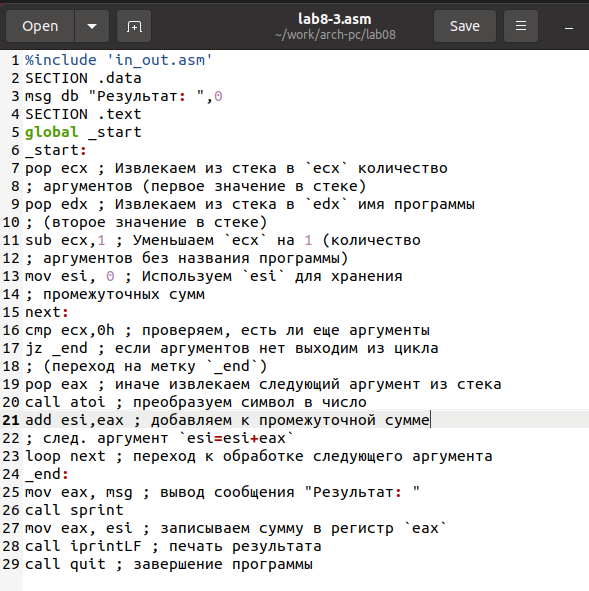 Open
lab8-3.asm
~/work/arch-pc/lab08
Save
1 %include 'in_out.asm'
2 SECTION .data
3 msg db "Результат: ",0
4 SECTION .text
5 global _start
6 _start:
7 pop ecx ; Извлекаем из стека в `ecx` количество
8 ; аргументов (первое значение в стеке)
9 pop edx ; Извлекаем из стека в `edx` имя программы
10 ; (второе значение в стеке)
11 sub ecx,1 ; Уменьшаем `ecx` на 1 (количество
12 ; аргументов без названия программы)
13 mov esi, 0 ; Используем `esi` для хранения
14 ; промежуточных сумм
15 next:
16 cmp ecx,0h ; проверяем, есть ли еще аргументы
17 jz _end ; если аргументов нет выходим из цикла
18 ; (переход на метку `_end`)
19 pop eax ; иначе извлекаем следующий аргумент из стека
20 call atoi ; преобразуем символ в число
21 add esi,eax ; добавляем к промежуточной сумме
22 ; след. аргумент `esi=esi+eax`
23 loop next ; переход к обработке следующего аргумента
24 _end:
25 mov eax, msg ; вывод сообщения "Результат: "
26 call sprint
27 mov eax, esi ; записываем сумму в регистр `eax`
28 call iprintLF ; печать результата
29 call quit ; завершение программы